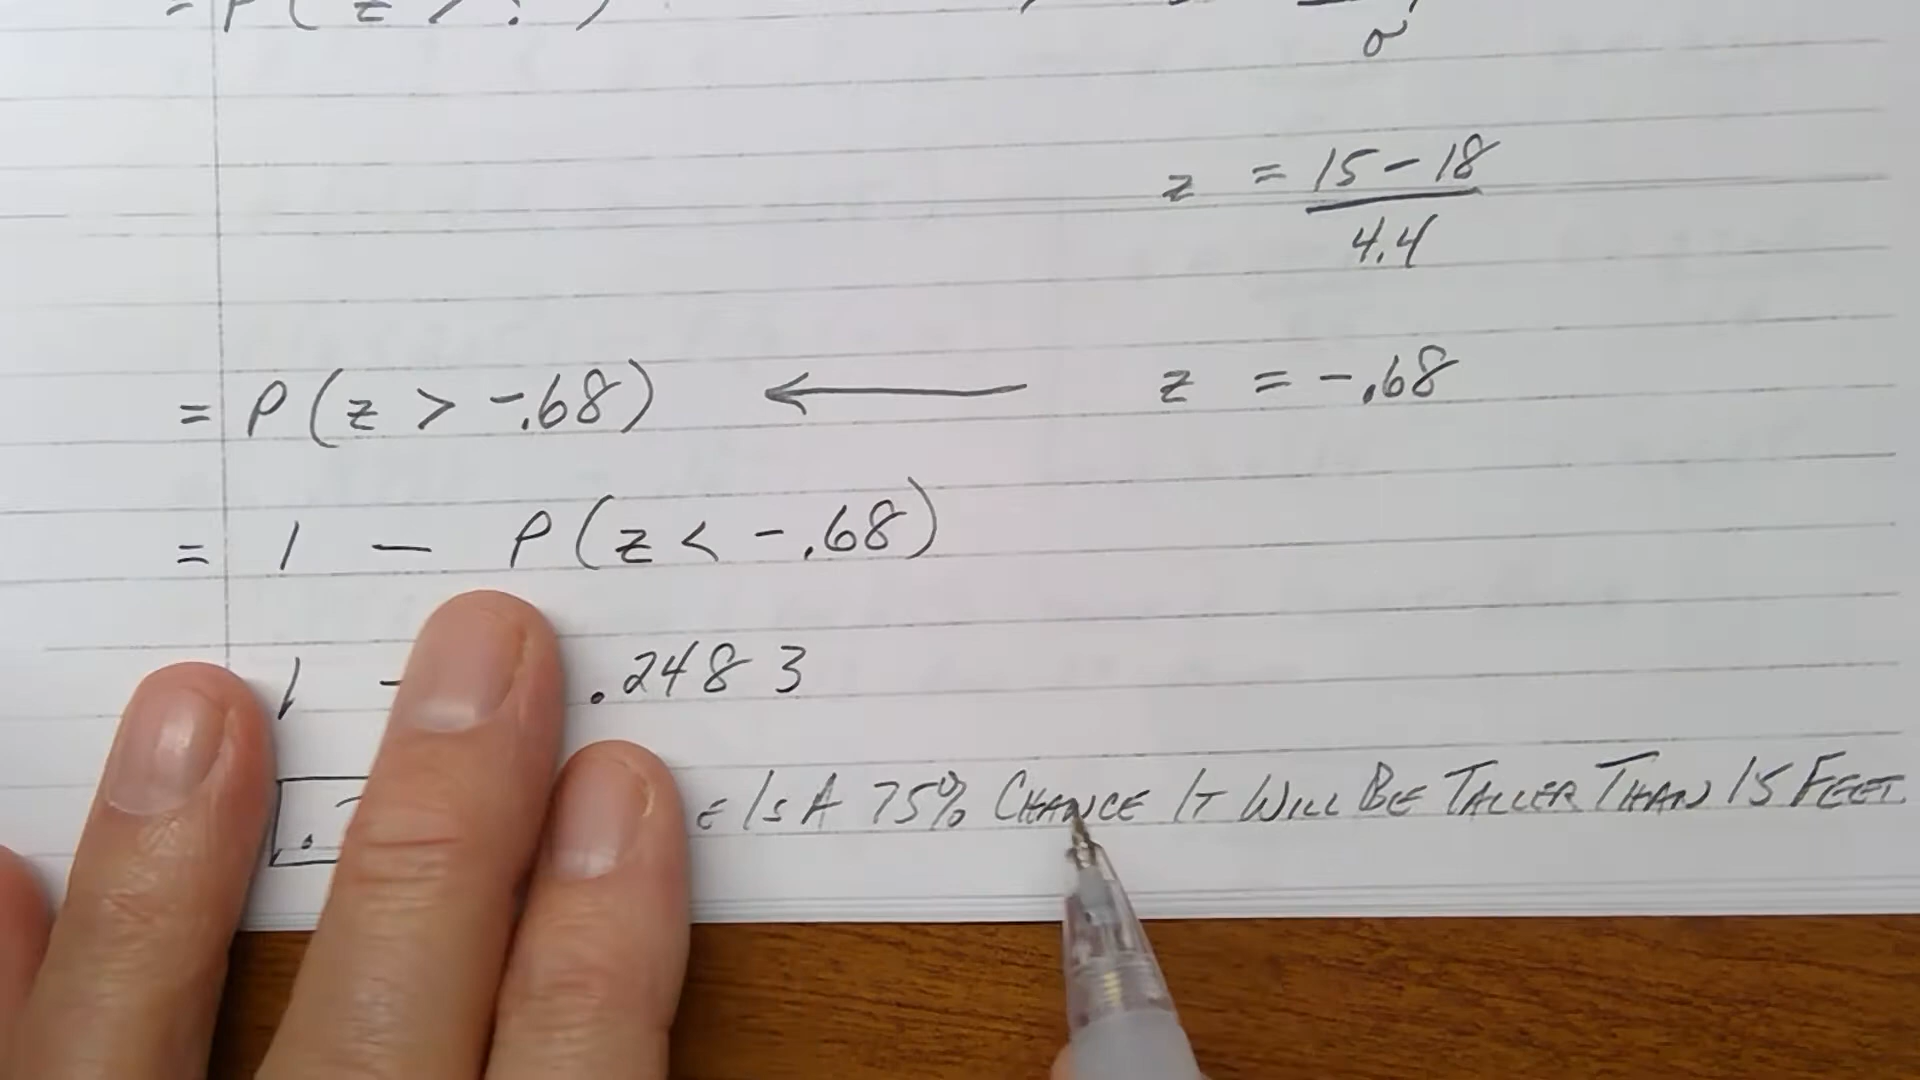 = P ( z > ? )
σ
z = 15 - 18
4.4
= P ( z > -.68 ) ← z = -.68
= 1 - P ( z < -.68 )
1 - .2483
. Is A 75% CHANCE IT WILL BE TALLER THAN 15 FEET.